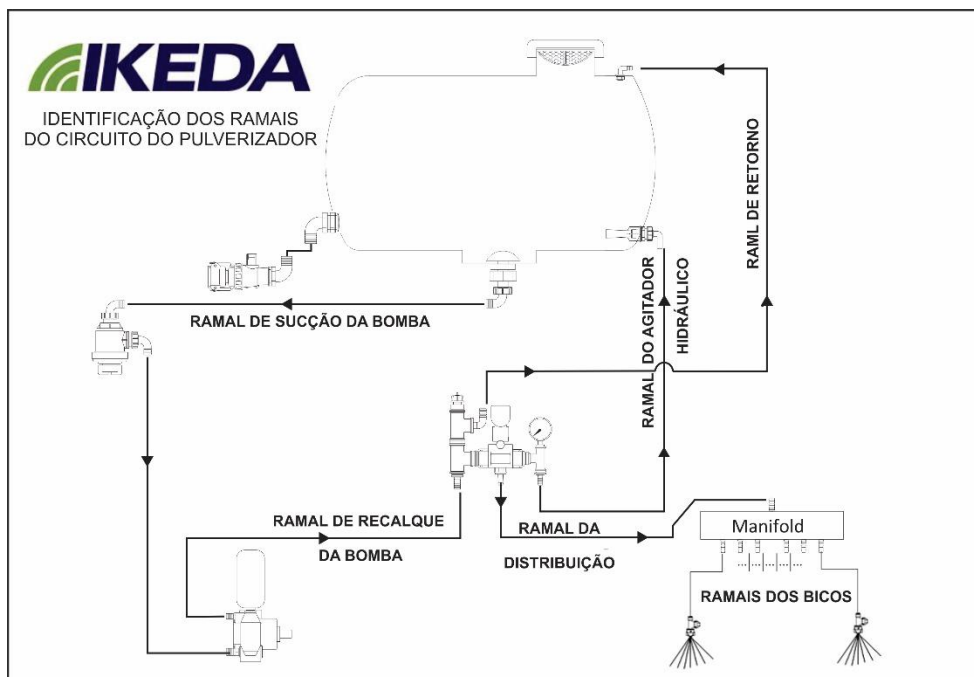 IKEDA
IDENTIFICAÇÃO DOS RAMAIS
DO CIRCUITO DO PULVERIZADOR
RAML DE RETORNO
RAMAL DO AGITADOR
HIDRÁULICO
RAMAL DE SUCÇÃO DA BOMBA
RAMAL DE RECALQUE
DA BOMBA
RAMAL DA
DISTRIBUIÇÃO
Manifold
RAMAIS DOS BICOS